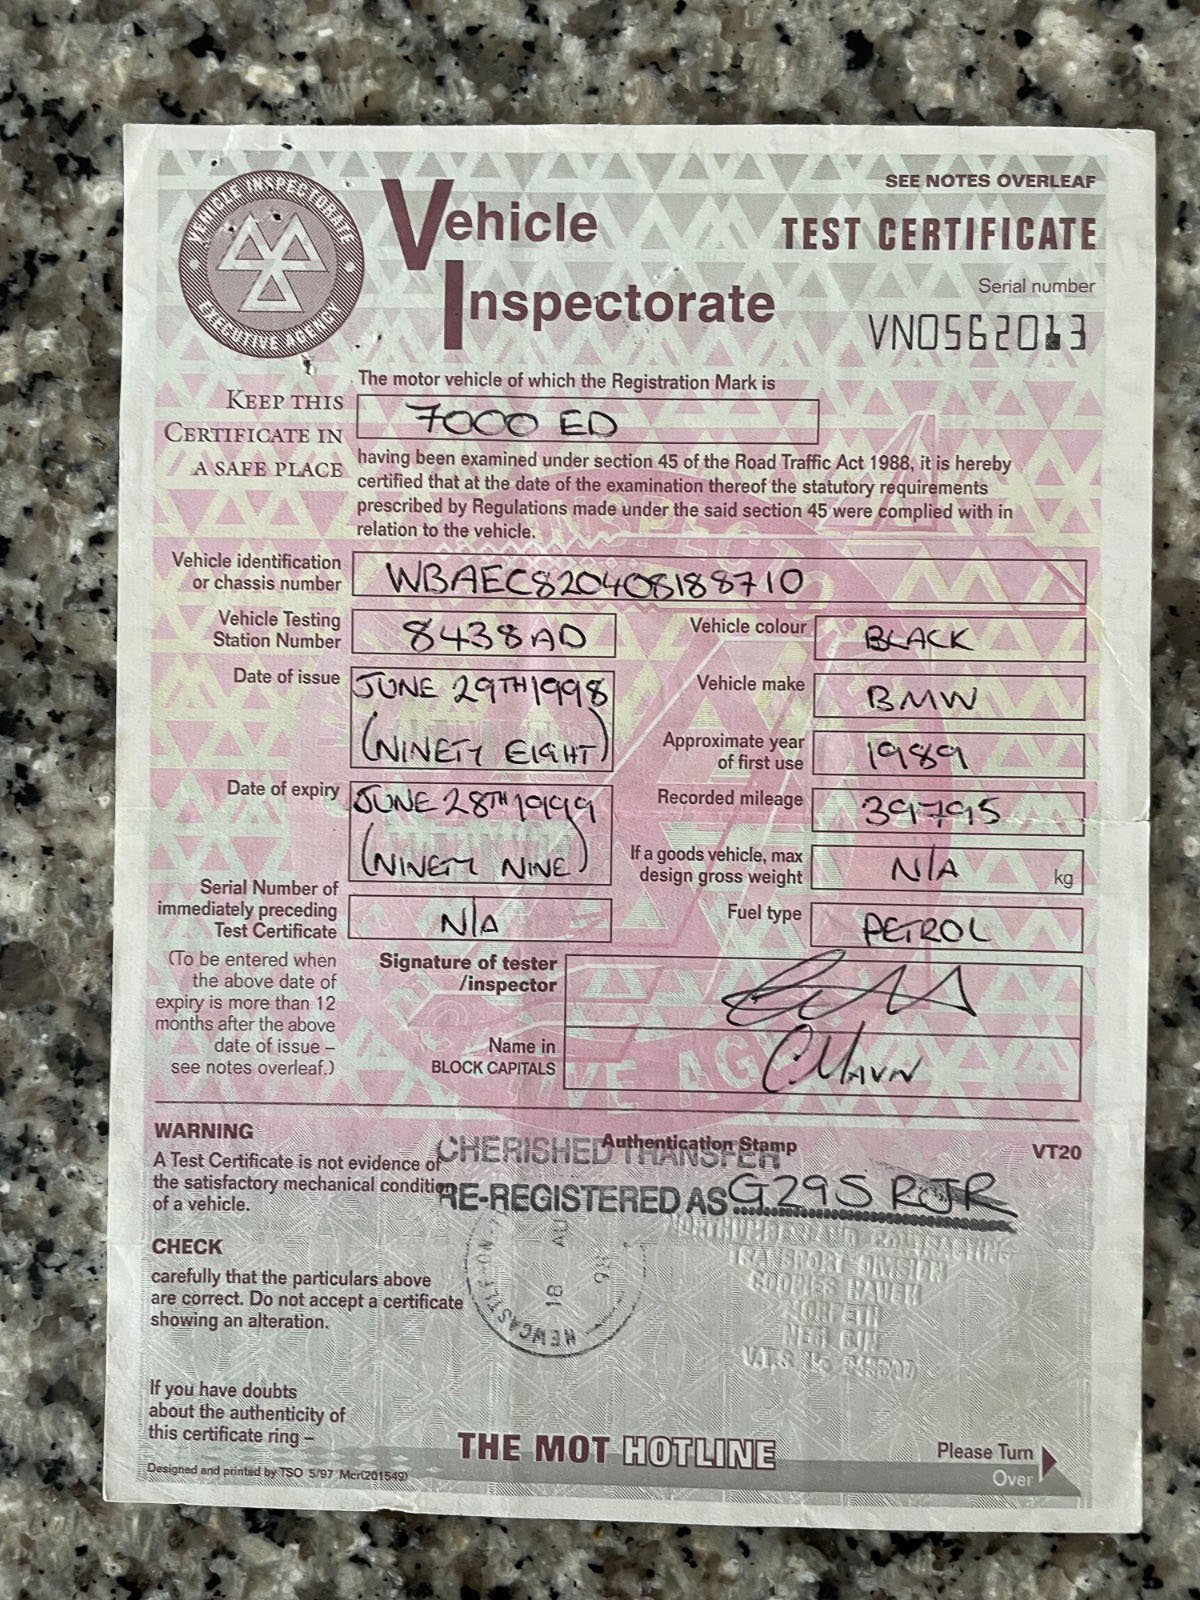 VEHICLE INSPECTORATE
EXECUTIVE AGENCY
Vehicle
Inspectorate
SEE NOTES OVERLEAF
TEST CERTIFICATE
Serial number
VN0562013
KEEP THIS
CERTIFICATE IN
A SAFE PLACE
The motor vehicle of which the Registration Mark is
7000 ED
having been examined under section 45 of the Road Traffic Act 1988, it is hereby
certified that at the date of the examination thereof the statutory requirements
prescribed by Regulations made under the said section 45 were complied with in
relation to the vehicle.
Vehicle identification
or chassis number
WBAEC820408188710
Vehicle Testing
Station Number
8438AD
Vehicle colour
BLACK
Date of issue
JUNE 29TH 1998
(NINETY EIGHT)
Vehicle make
BMW
Approximate year
of first use
1989
Date of expiry
JUNE 28TH 1999
(NINETY NINE)
Recorded mileage
39795
If a goods vehicle, max
design gross weight
N/A
kg
Serial Number of
immediately preceding
Test Certificate
N/A
Fuel type
PETROL
(To be entered when
the above date of
expiry is more than 12
months after the above
date of issue –
see notes overleaf.)
Signature of tester
/inspector
Name in
BLOCK CAPITALS
WARNING
A Test Certificate is not evidence of
the satisfactory mechanical condition
of a vehicle.
Authentication Stamp
VT20
CHERISHED TRANSFER
RE-REGISTERED AS G295 RJR
CHECK
carefully that the particulars above
are correct. Do not accept a certificate
showing an alteration.
NEWCASTLE-ON-T
18 AU 98
NORTHUMBERLAND CONTRACTING
TRANSPORT DIVISION
COOPIES HAUGH
MORPETH
If you have doubts
about the authenticity of
this certificate ring –
THE MOT HOTLINE
Please Turn
Over
Designed and printed by TSO 5/97 Mcr(201549)